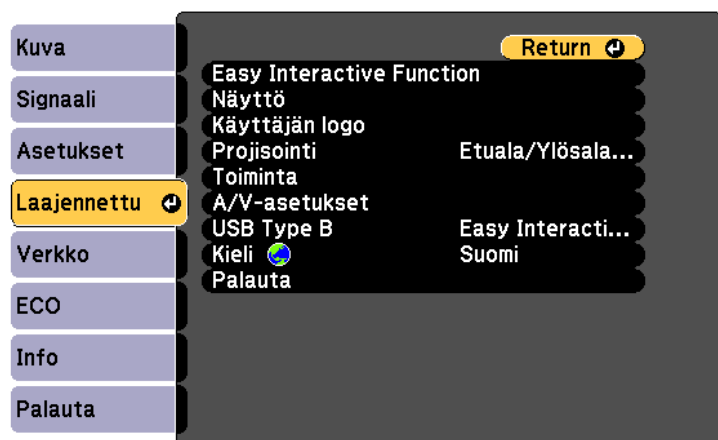 Kuva
Signaali
Asetukset
Laajennettu
Verkko
ECO
Info
Palauta
Return
Easy Interactive Function
Näyttö
Käyttäjän logo
Projisointi Etuala/Ylösala...
Toiminta
A/V-asetukset
USB Type B Easy Interacti...
Kieli Suomi
Palauta